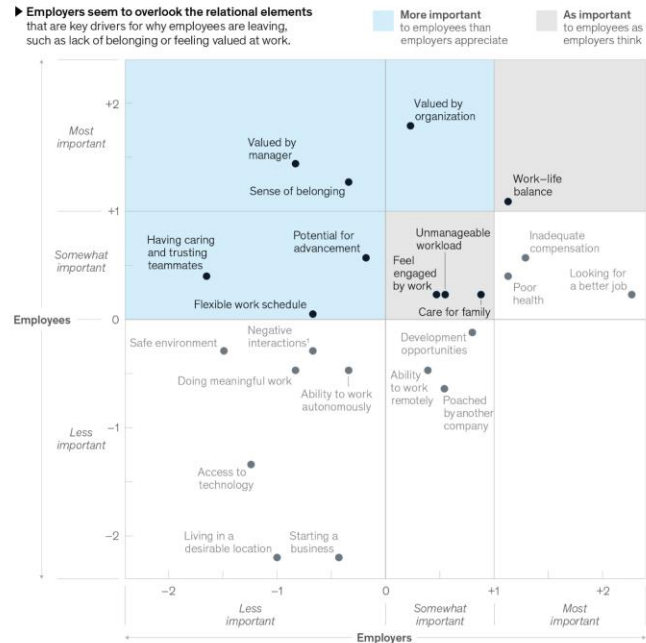 ▶ Employers seem to overlook the relational elements
that are key drivers for why employees are leaving,
such as lack of belonging or feeling valued at work.
More important
to employees than
employers appreciate
As important
to employees as
employers think
+2
Most
important
Valued by
organization
Valued by
manager
Sense of belonging
Work–life
balance
+1
Somewhat
important
Having caring
and trusting
teammates
Potential for
advancement
Unmanageable
workload
Feel
engaged
by work
Inadequate
compensation
Poor
health
Looking for
a better job
Flexible work schedule
Care for family
Employees
0
Safe environment
Negative
interactions¹
Doing meaningful work
Ability to work
autonomously
Development
opportunities
Ability
to work
remotely
Poached
by another
company
Less
important
−1
Access to
technology
−2
Living in a
desirable location
Starting a
business
−2
−1
0
+1
+2
Less
important
Somewhat
important
Most
important
Employers